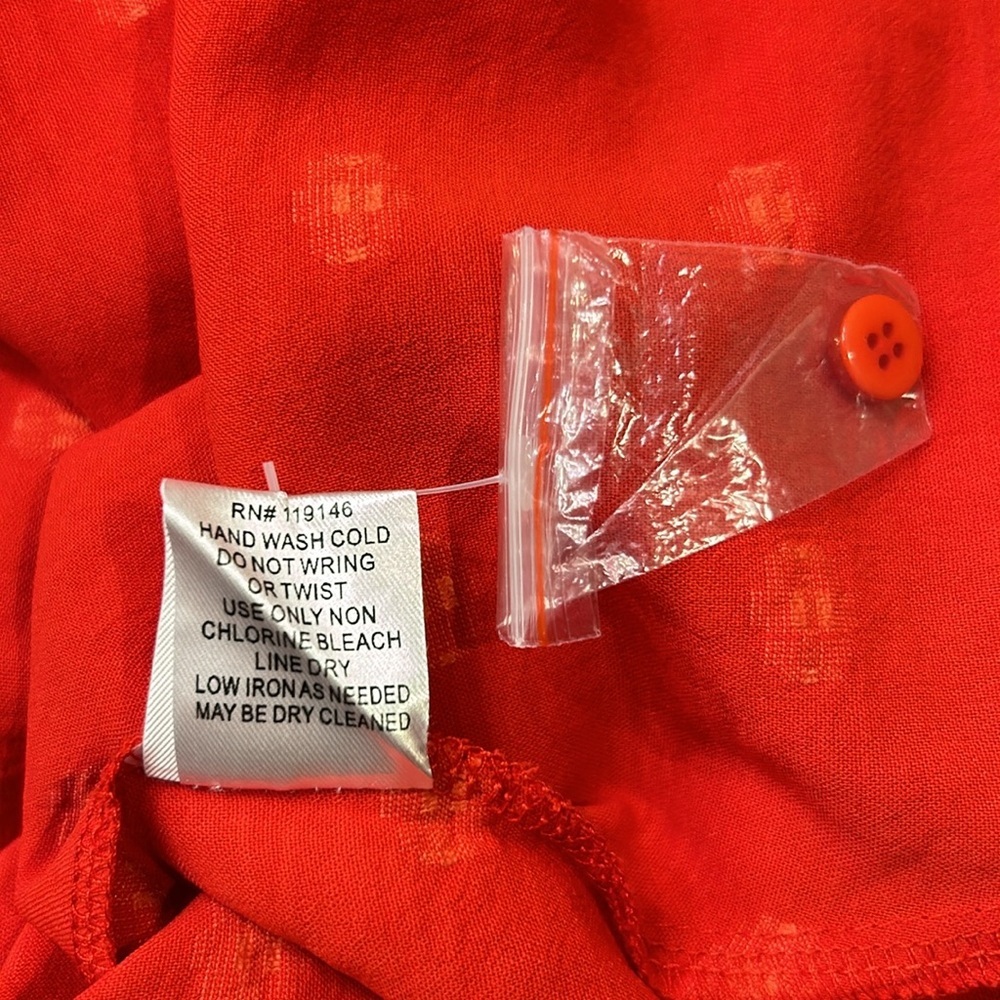 RN# 119146
HAND WASH COLD
DO NOT WRING
OR TWIST
USE ONLY NON
CHLORINE BLEACH
LINE DRY
LOW IRON AS NEEDED
MAY BE DRY CLEANED